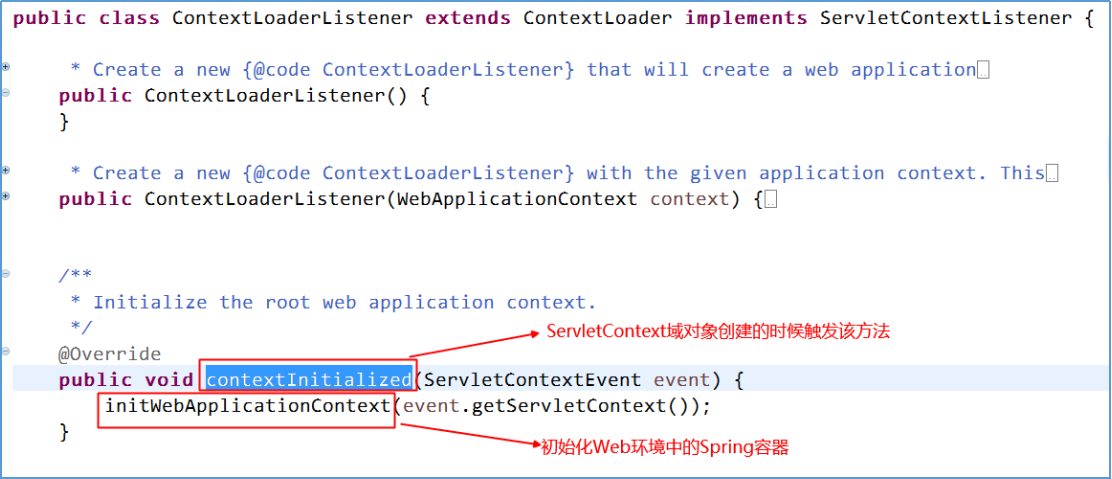 public class ContextLoaderListener extends ContextLoader implements ServletContextListener {
* Create a new {@code ContextLoaderListener} that will create a web application
public ContextLoaderListener() {
}
* Create a new {@code ContextLoaderListener} with the given application context. This
public ContextLoaderListener(WebApplicationContext context) {
/**
* Initialize the root web application context.
*/
ServletContext域对象创建的时候触发该方法
@Override
public void contextInitialized(ServletContextEvent event) {
initWebApplicationContext(event.getServletContext());
}
初始化Web环境中的Spring容器